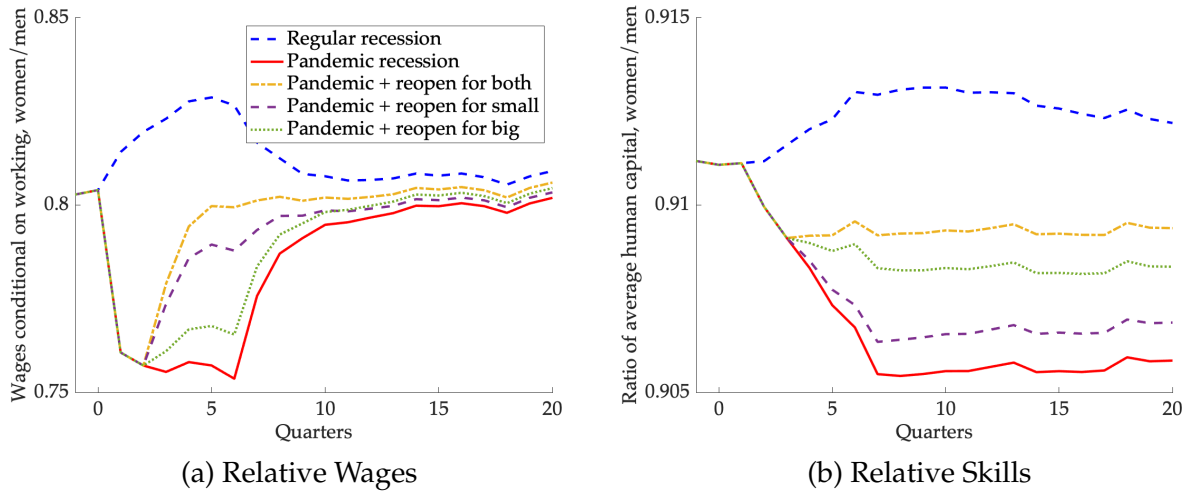 0.85
0.8
0.75
Wages conditional on working, women/men
Regular recession
Pandemic recession
Pandemic + reopen for both
Pandemic + reopen for small
Pandemic + reopen for big
0 5 10 15 20
Quarters
(a) Relative Wages
0.915
0.91
0.905
Ratio of average human capital, women/men
0 5 10 15 20
Quarters
(b) Relative Skills